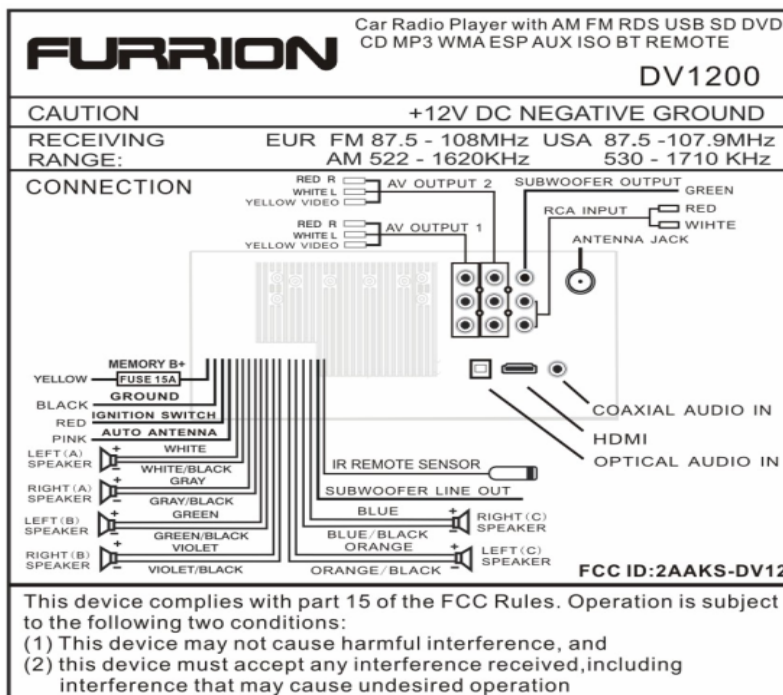 FURRION
Car Radio Player with AM FM RDS USB SD DVD
CD MP3 WMA ESP AUX ISO BT REMOTE
DV1200
CAUTION +12V DC NEGATIVE GROUND
RECEIVING EUR FM 87.5 - 108MHz USA 87.5 -107.9MHz
RANGE: AM 522 - 1620KHz 530 - 1710 KHz
CONNECTION
RED R
WHITE L
YELLOW VIDEO
AV OUTPUT 2
RED R
WHITE L
YELLOW VIDEO
AV OUTPUT 1
SUBWOOFER OUTPUT
GREEN
RCA INPUT
RED
WIHTE
ANTENNA JACK
COAXIAL AUDIO IN
HDMI
OPTICAL AUDIO IN
MEMORY B+
YELLOW FUSE 15A
BLACK GROUND
RED IGNITION SWITCH
PINK AUTO ANTENNA
LEFT(A)
SPEAKER
+
-
WHITE
WHITE/BLACK
RIGHT(A)
SPEAKER
+
-
GRAY
GRAY/BLACK
LEFT(B)
SPEAKER
+
-
GREEN
GREEN/BLACK
RIGHT(B)
SPEAKER
+
-
VIOLET
VIOLET/BLACK
IR REMOTE SENSOR
SUBWOOFER LINE OUT
BLUE
BLUE/BLACK
+
-
RIGHT(C)
SPEAKER
ORANGE
ORANGE/BLACK
+
-
LEFT(C)
SPEAKER
FCC ID:2AAKS-DV12
This device complies with part 15 of the FCC Rules. Operation is subject
to the following two conditions:
(1) This device may not cause harmful interference, and
(2) this device must accept any interference received,including
interference that may cause undesired operation